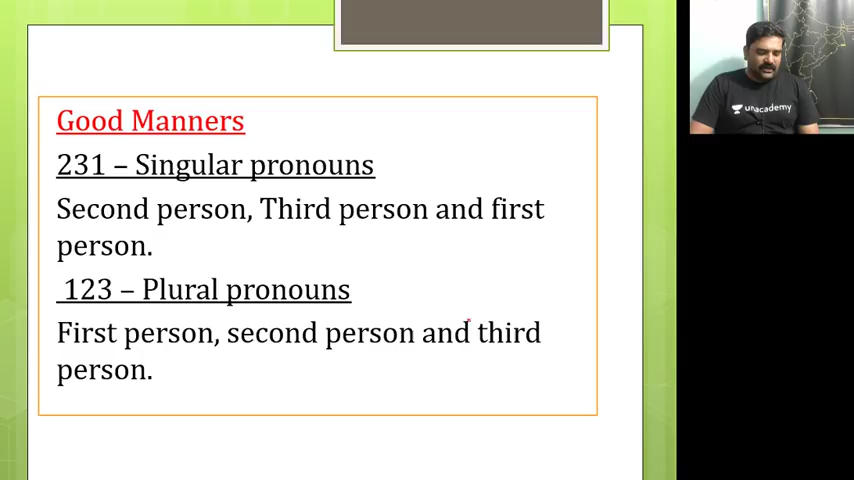 Good Manners
231 – Singular pronouns
Second person, Third person and first
person.
123 – Plural pronouns
First person, second person and third
person.
unacademy